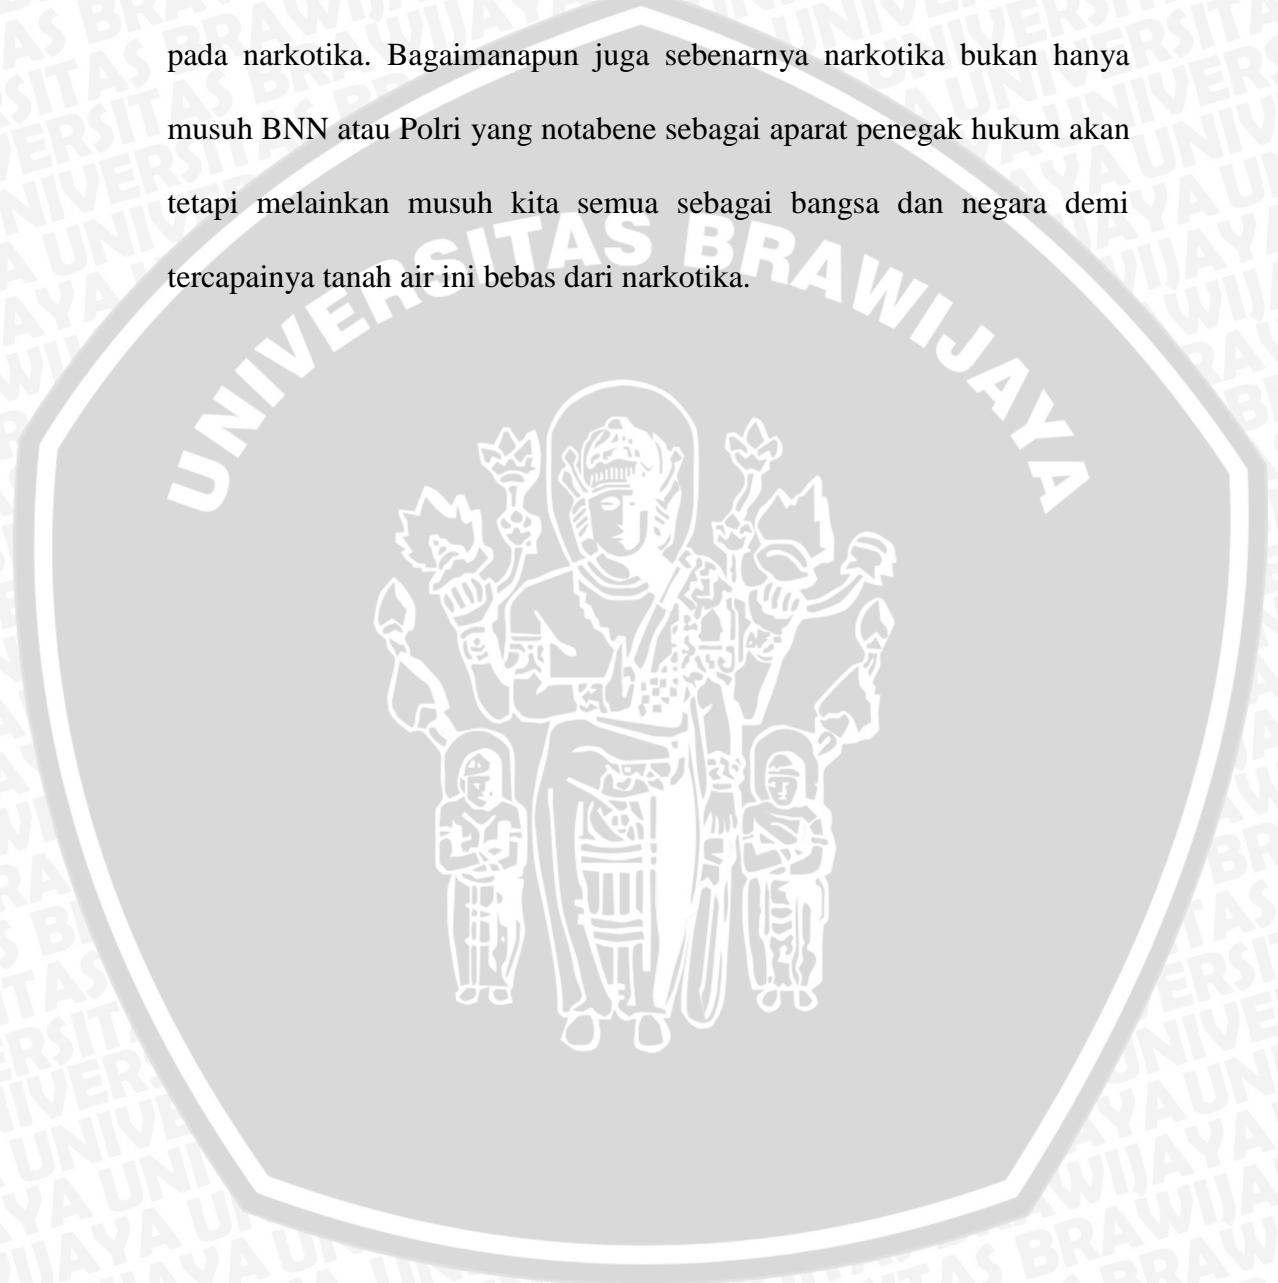 pada narkotika. Bagaimanapun juga sebenarnya narkotika bukan hanya
musuh BNN atau Polri yang notabene sebagai aparat penegak hukum akan
tetapi melainkan musuh kita semua sebagai bangsa dan negara demi
tercapainya tanah air ini bebas dari narkotika.
UNIVERSITAS BRAWIJAYA